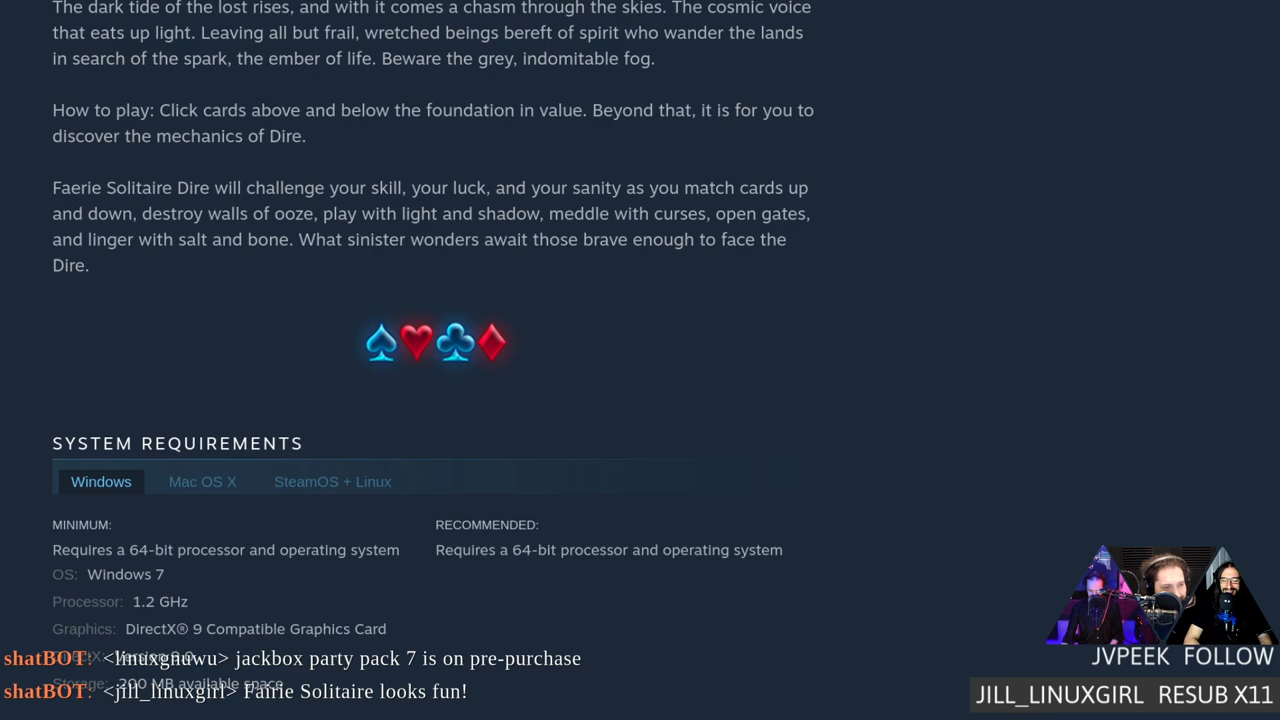 The dark tide of the lost rises, and with it comes a chasm through the skies. The cosmic voice
that eats up light. Leaving all but frail, wretched beings bereft of spirit who wander the lands
in search of the spark, the ember of life. Beware the grey, indomitable fog.
How to play: Click cards above and below the foundation in value. Beyond that, it is for you to
discover the mechanics of Dire.
Faerie Solitaire Dire will challenge your skill, your luck, and your sanity as you match cards up
and down, destroy walls of ooze, play with light and shadow, meddle with curses, open gates,
and linger with salt and bone. What sinister wonders await those brave enough to face the
Dire.
SYSTEM REQUIREMENTS
Windows Mac OS X SteamOS + Linux
MINIMUM: RECOMMENDED:
Requires a 64-bit processor and operating system Requires a 64-bit processor and operating system
OS: Windows 7
Processor: 1.2 GHz
Graphics: DirectX® 9 Compatible Graphics Card
shatBOT: <linuxgnuwu> jackbox party pack 7 is on pre-purchase
Storage: 200 MB available space
shatBOT: <jill_linuxgirl> Faerie Solitaire looks fun!
JVPEEK FOLLOW
JILL_LINUXGIRL RESUB X11